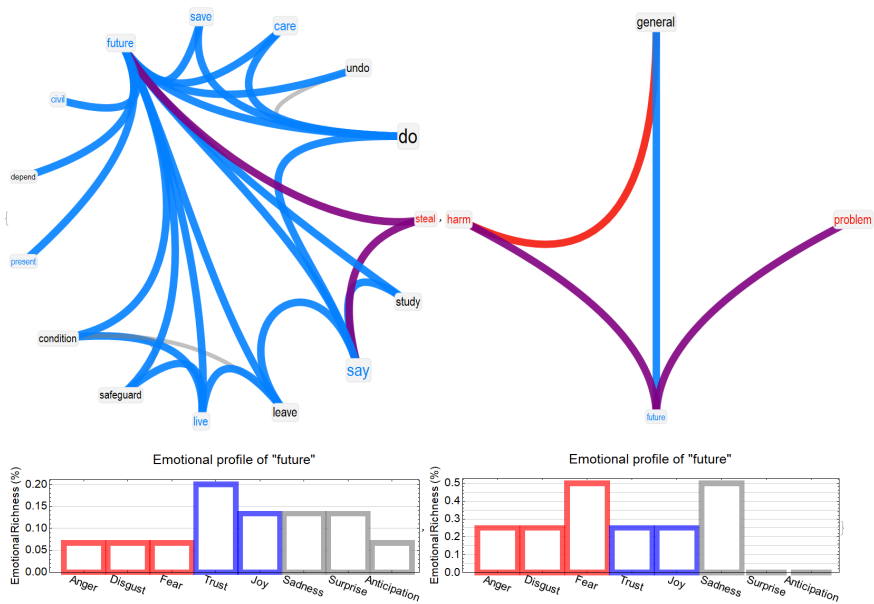 save
care
future
undo
civil
do
depend
steal
,
present
study
condition
say
safeguard
live
leave
general
harm
problem
future
{
}
Emotional profile of "future"
Emotional Richness (%)
0.20
0.15
0.10
0.05
0.00
Anger
Disgust
Fear
Trust
Joy
Sadness
Surprise
Anticipation
,
Emotional profile of "future"
Emotional Richness (%)
0.5
0.4
0.3
0.2
0.1
0.0
Anger
Disgust
Fear
Trust
Joy
Sadness
Surprise
Anticipation